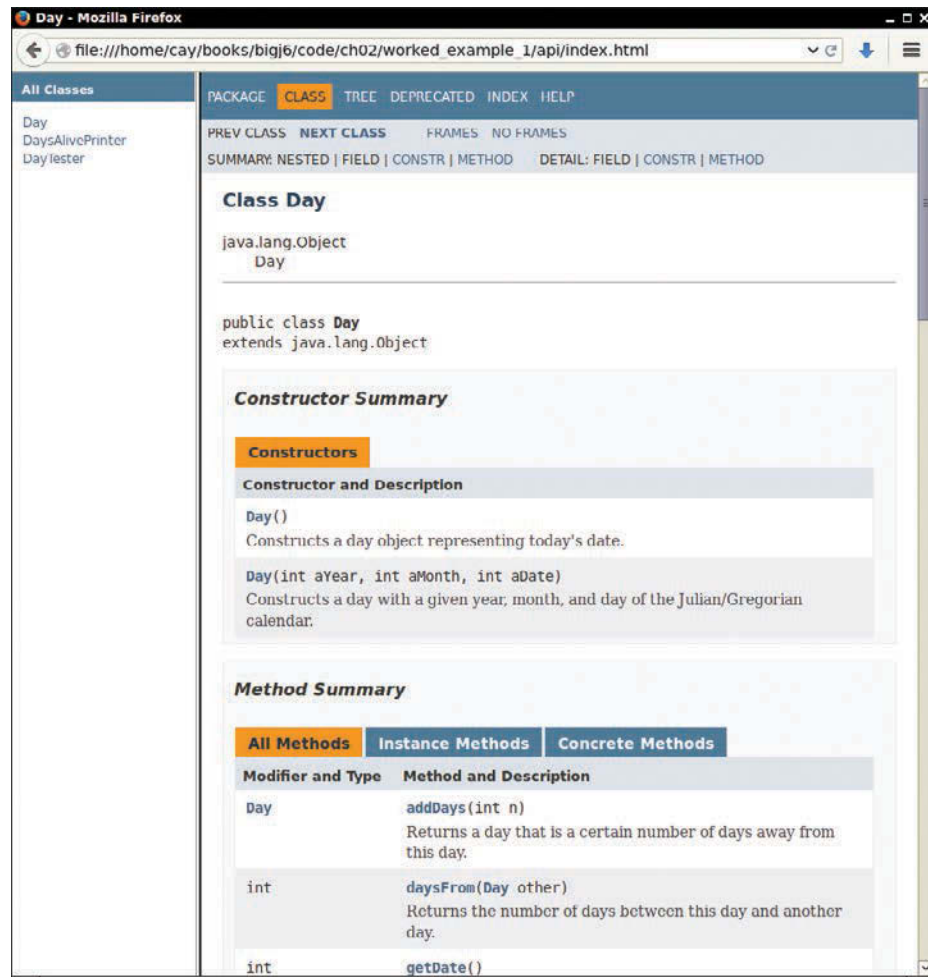 Day - Mozilla Firefox
file:///home/cay/books/bigj6/code/ch02/worked_example_1/api/index.html
All Classes
Day
DaysAlivePrinter
DayTester
PACKAGE CLASS TREE DEPRECATED INDEX HELP
PREV CLASS NEXT CLASS FRAMES NO FRAMES
SUMMARY: NESTED | FIELD | CONSTR | METHOD DETAIL: FIELD | CONSTR | METHOD
Class Day
java.lang.Object
Day
public class Day
extends java.lang.Object
Constructor Summary
Constructors
Constructor and Description
Day()
Constructs a day object representing today's date.
Day(int aYear, int aMonth, int aDate)
Constructs a day with a given year, month, and day of the Julian/Gregorian
calendar.
Method Summary
All Methods Instance Methods Concrete Methods
Modifier and Type Method and Description
Day addDays(int n)
Returns a day that is a certain number of days away from
this day.
int daysFrom(Day other)
Returns the number of days between this day and another
day.
int getDate()